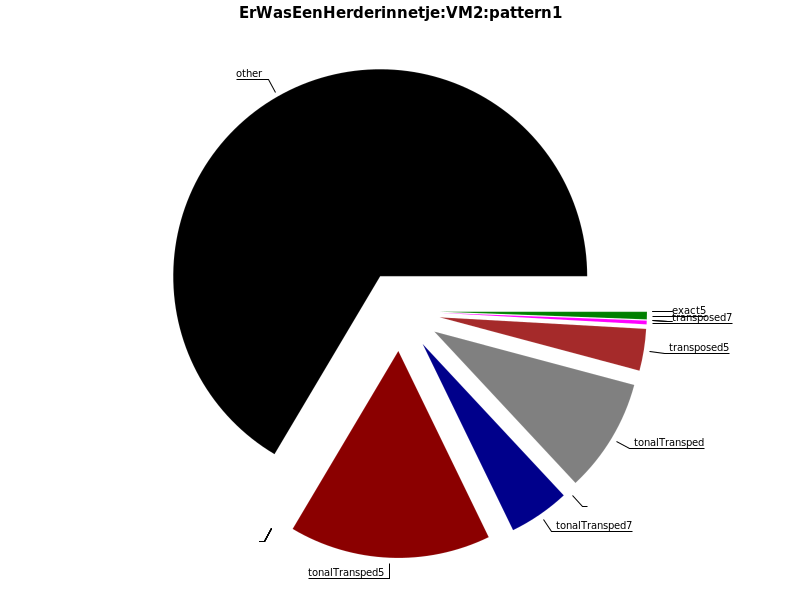 ErWasEenHerderinnetje:VM2:pattern1
other
exact5
transposed7
transposed5
tonalTransped
tonalTransped7
tonalTransped5